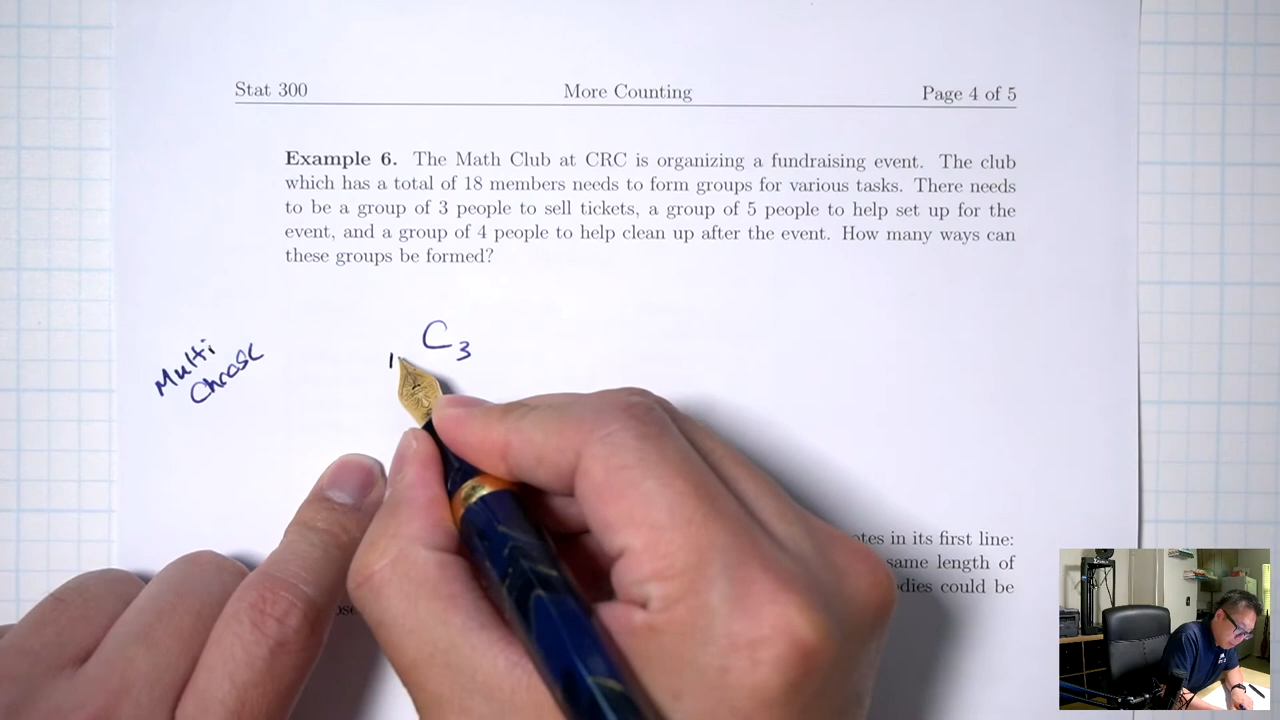 Stat 300 More Counting Page 4 of 5
Example 6. The Math Club at CRC is organizing a fundraising event. The club
which has a total of 18 members needs to form groups for various tasks. There needs
to be a group of 3 people to sell tickets, a group of 5 people to help set up for the
event, and a group of 4 people to help clean up after the event. How many ways can
these groups be formed?
Multi
Choose
1 C 3
otes in its first line:
same length of
dies could be